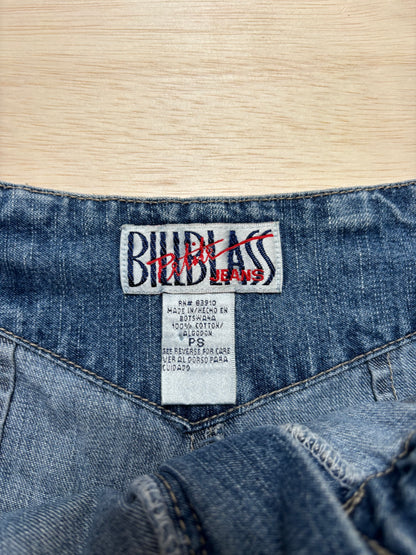 BILLBLASS
Petite
JEANS
RN# 83910
MADE IN/HECHO EN
BOTSWANA
100% COTTON/
ALGODON
PS
SEE REVERSE FOR CARE
VER AL DORSO PARA
CUIDADO